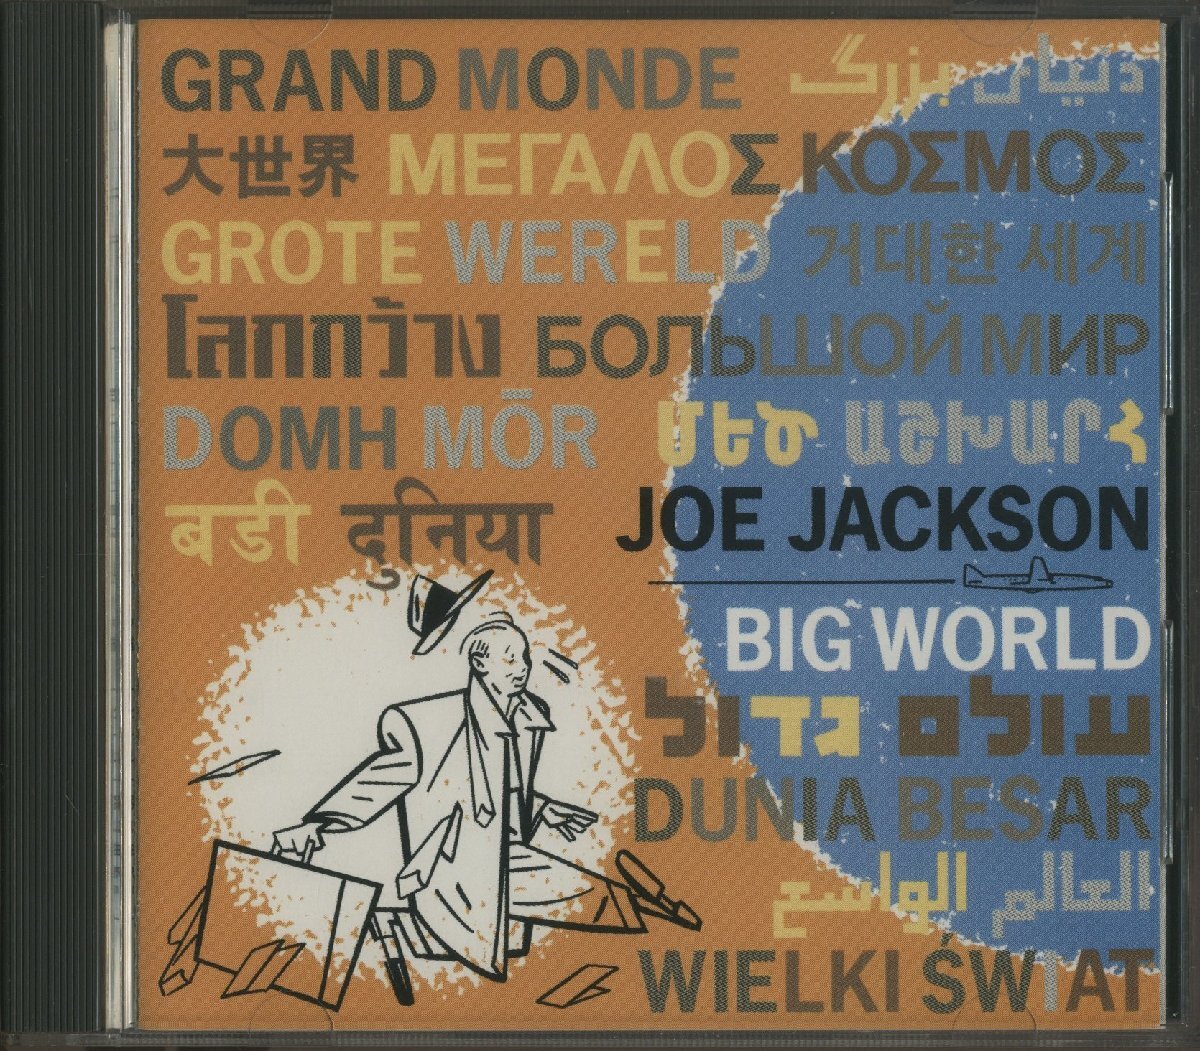 GRAND MONDE دنیای بزرگ
大世界 ΜΕΓΑΛΟΣ ΚΟΣΜΟΣ
GROTE WERELD 거대한 세계
โลกกว้าง БОЛЬШОЙ МИР
DOMH MŌR ՄԵԾ ԱՇԽԱՐՀ
बडी दुनिया JOE JACKSON
BIG WORLD
עולם גדול
DUNIA BESAR
العالم الواسع
WIELKI ŚWIAT